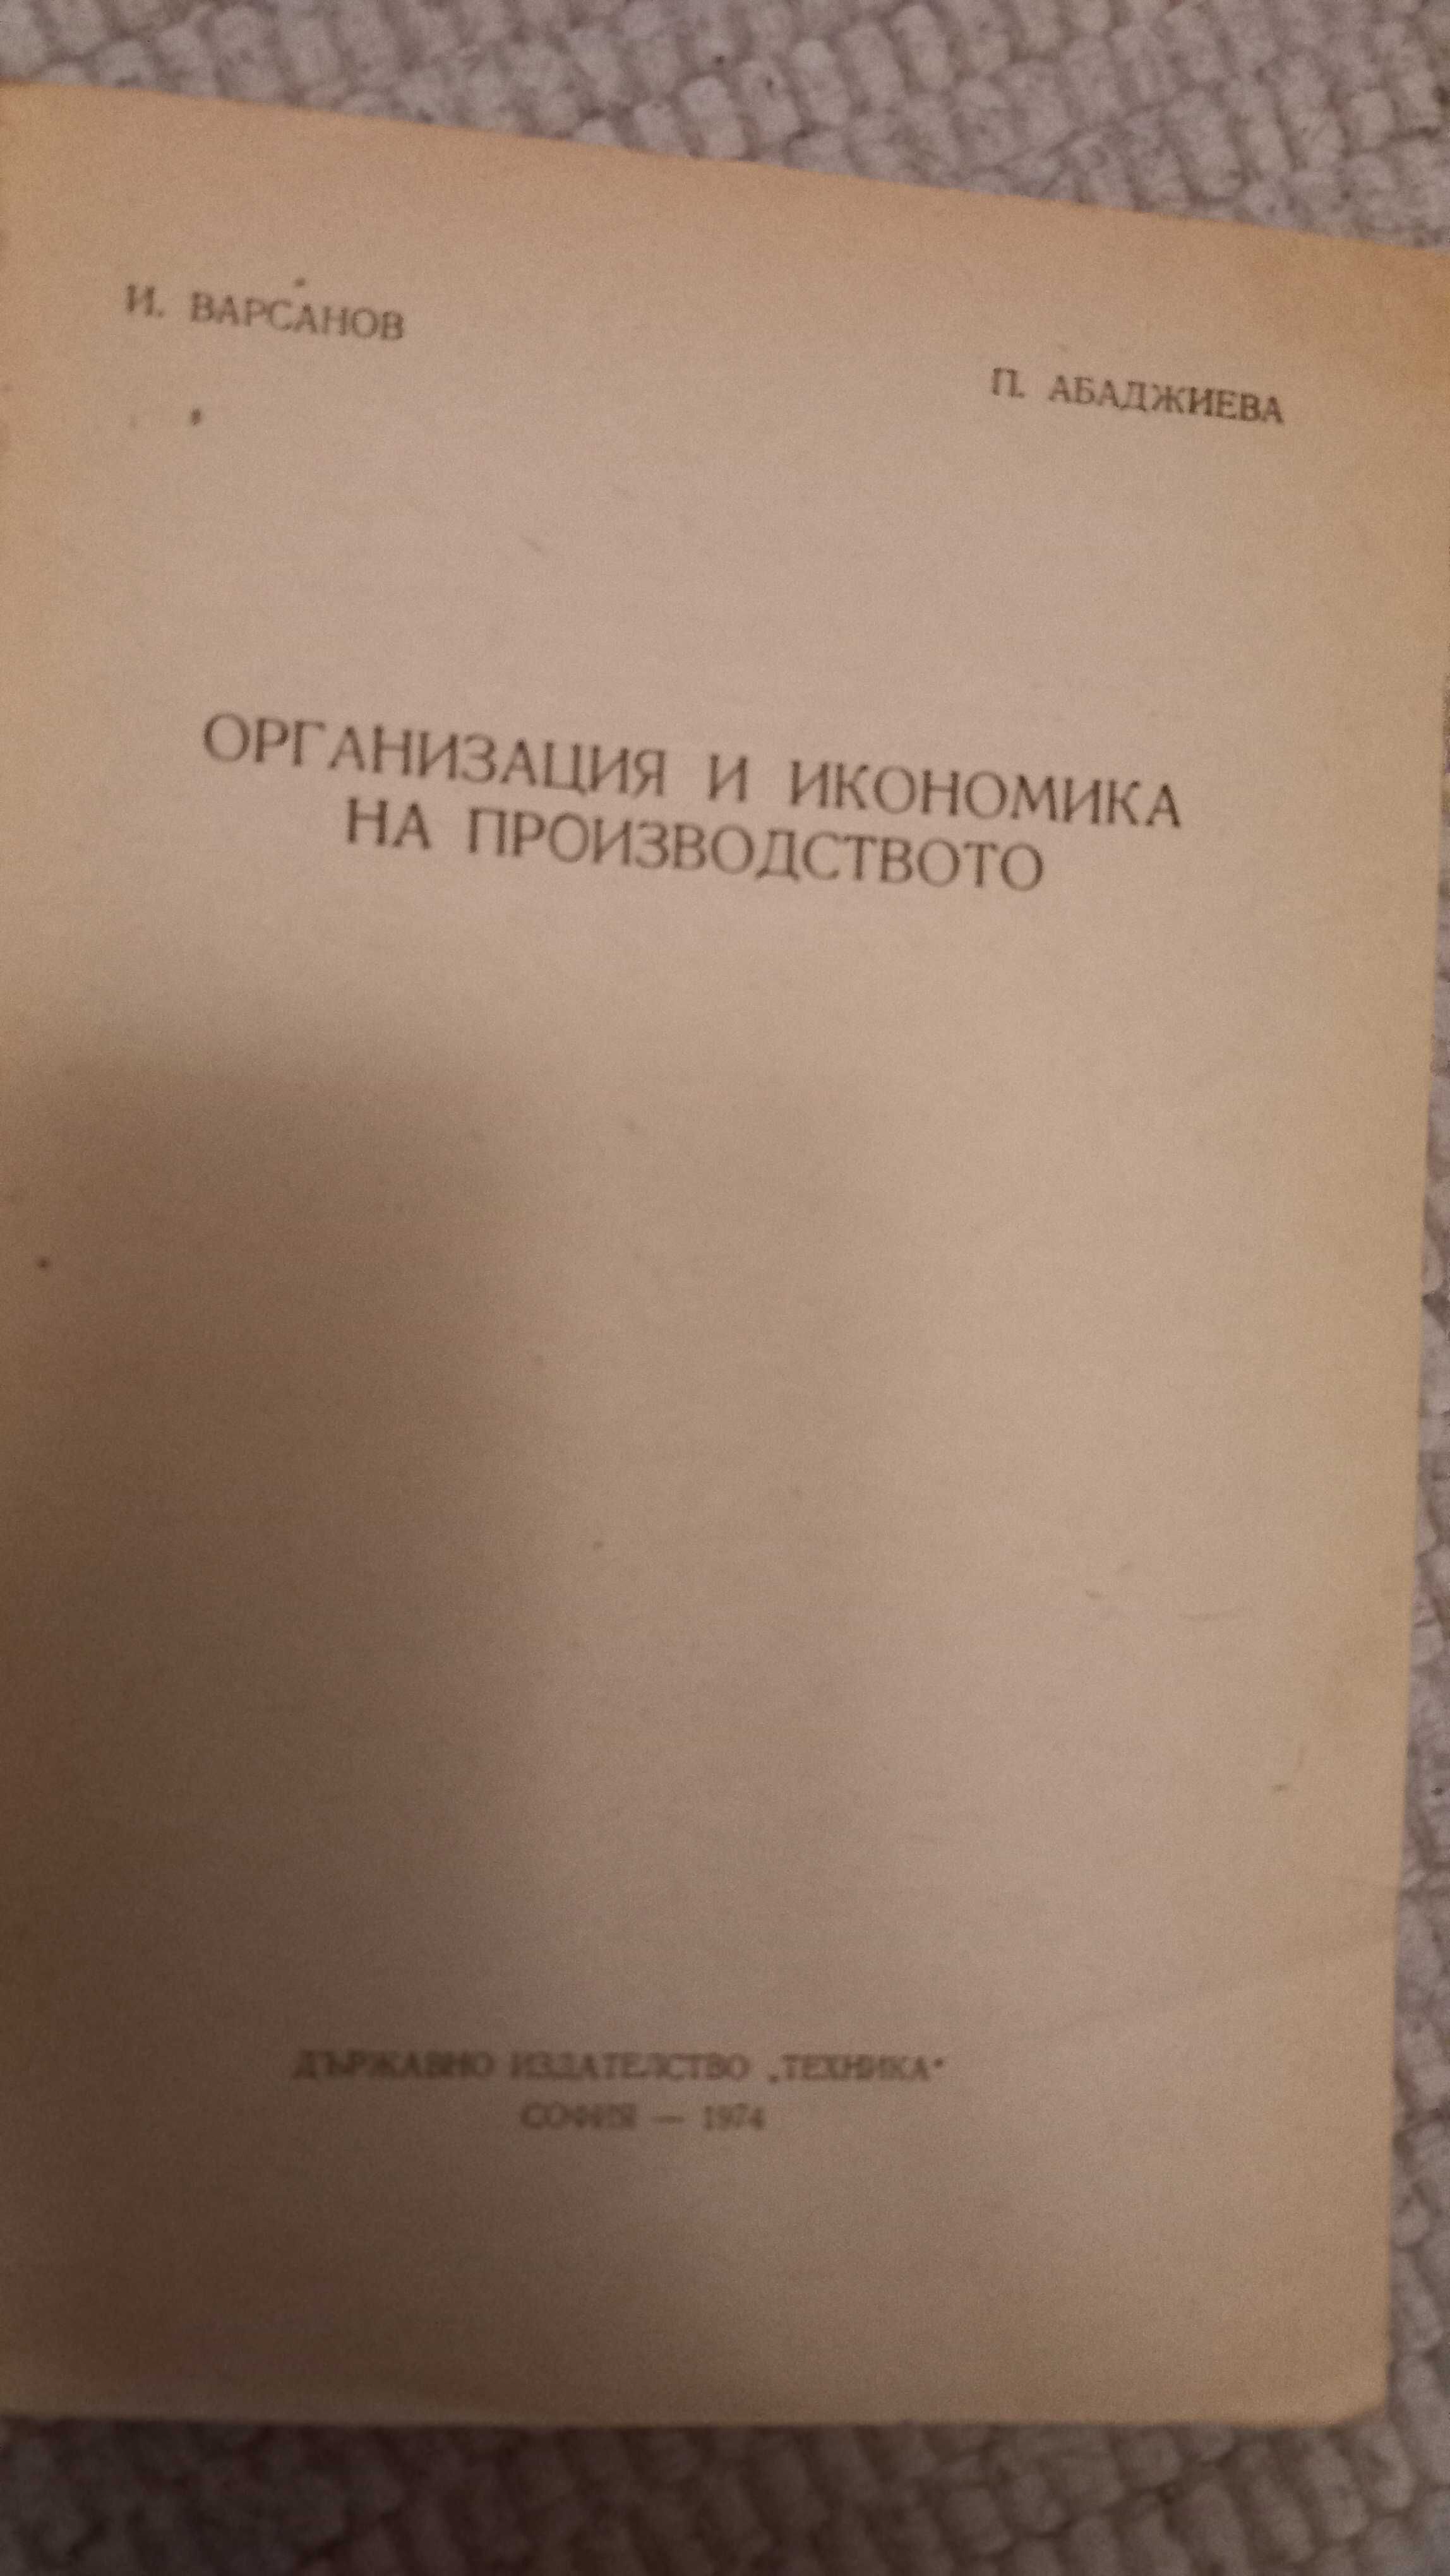 И. ВАРСАНОВ
П. АБАДЖИЕВА
ОРГАНИЗАЦИЯ И ИКОНОМИКА
НА ПРОИЗВОДСТВОТО
ДЪРЖАВНО ИЗДАТЕЛСТВО „ТЕХНИКА“
СОФИЯ — 1974